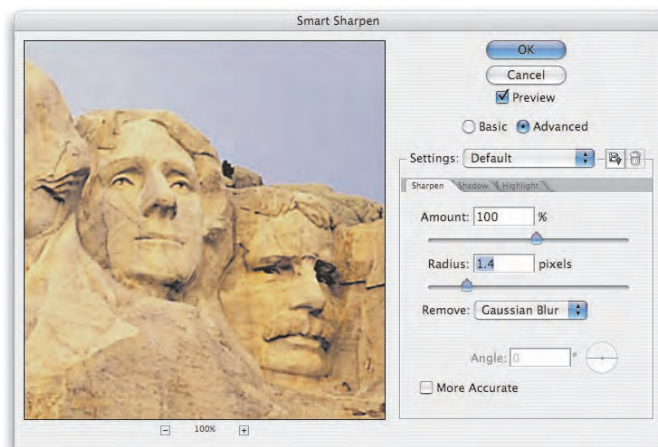 Smart Sharpen
OK
Cancel
Preview
Basic Advanced
Settings: Default
Sharpen Shadow Highlight
Amount: 100 %
Radius: 1.4 pixels
Remove: Gaussian Blur
Angle: 0 °
More Accurate
100%